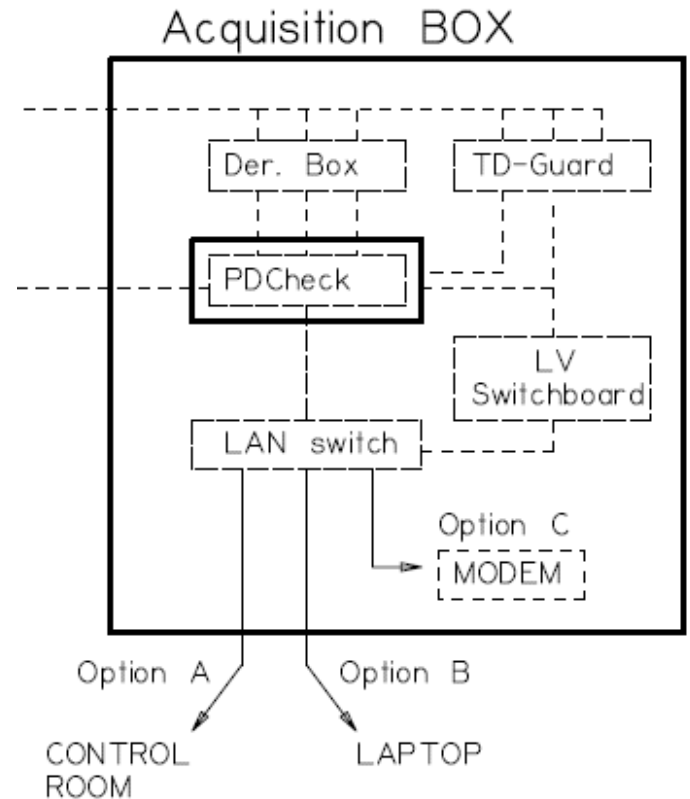 Acquisition BOX
Der. Box
TD-Guard
PDCheck
LV
Switchboard
LAN switch
Option C
MODEM
Option A
Option B
CONTROL
ROOM
LAPTOP